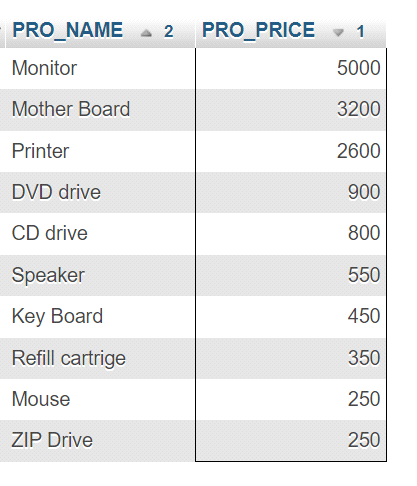 PRO_NAME 2 PRO_PRICE 1
Monitor 5000
Mother Board 3200
Printer 2600
DVD drive 900
CD drive 800
Speaker 550
Key Board 450
Refill cartrige 350
Mouse 250
ZIP Drive 250